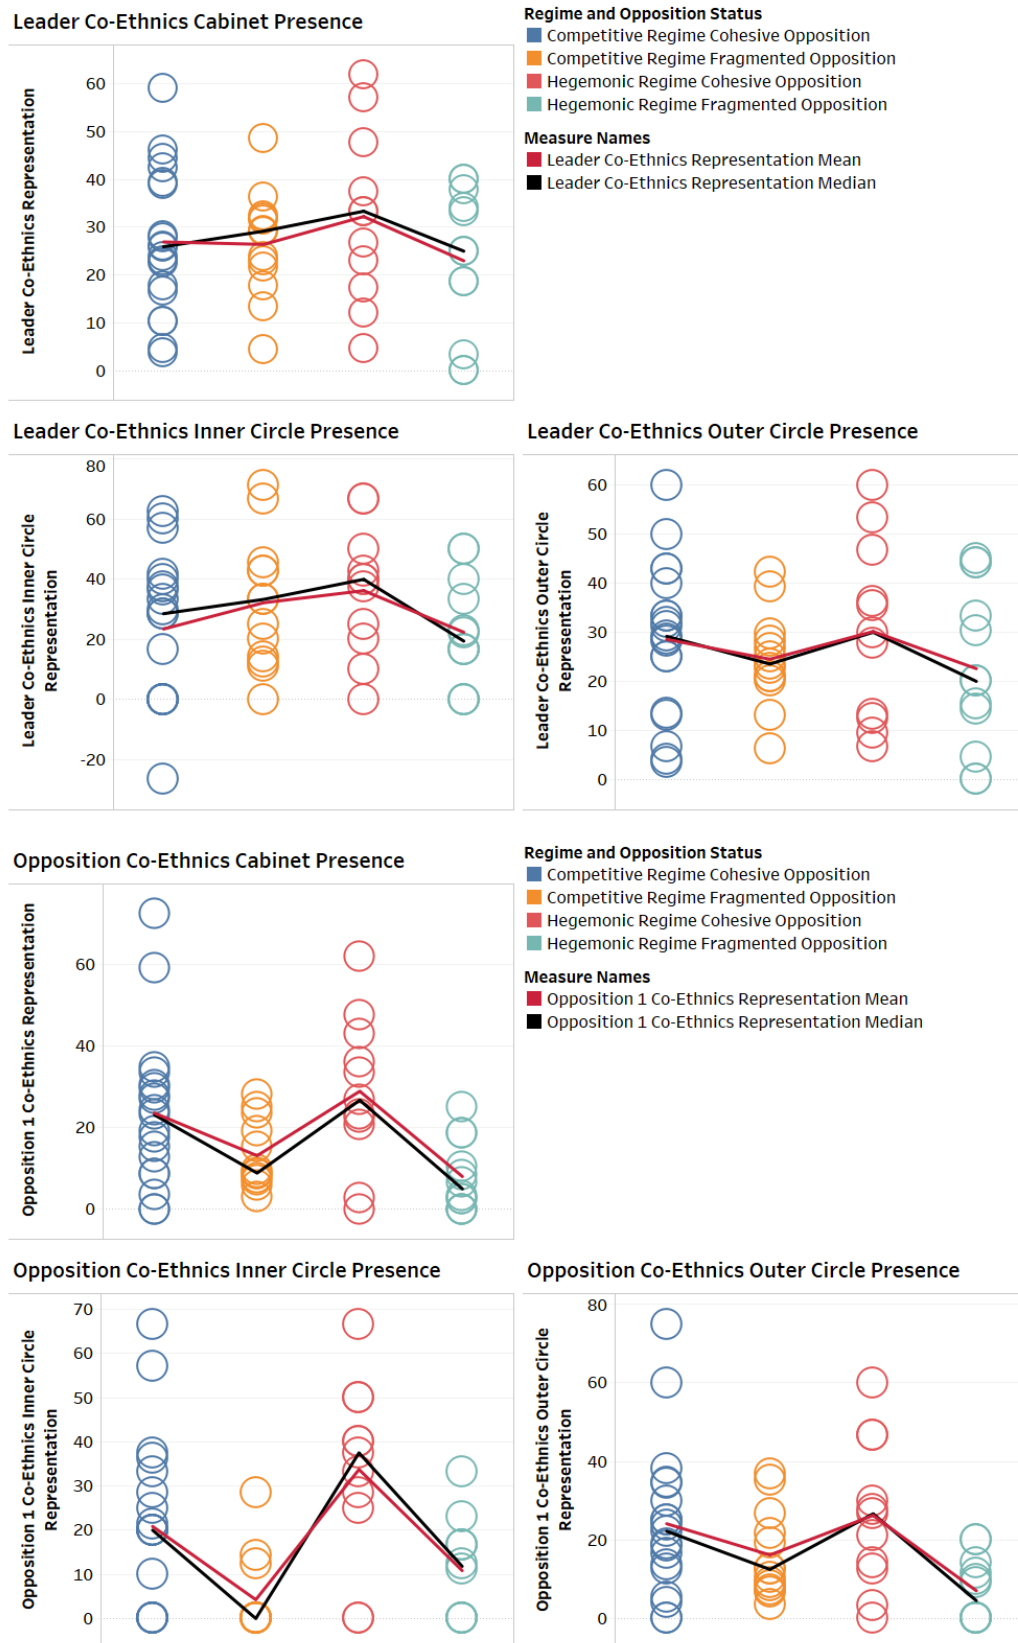 Leader Co-Ethnics Cabinet Presence
Leader Co-Ethnics Representation
60
50
40
30
20
10
0
Regime and Opposition Status
Competitive Regime Cohesive Opposition
Competitive Regime Fragmented Opposition
Hegemonic Regime Cohesive Opposition
Hegemonic Regime Fragmented Opposition
Measure Names
Leader Co-Ethnics Representation Mean
Leader Co-Ethnics Representation Median
Leader Co-Ethnics Inner Circle Presence
Leader Co-Ethnics Inner Circle
Representation
80
60
40
20
0
-20
Leader Co-Ethnics Outer Circle Presence
Leader Co-Ethnics Outer Circle
Representation
60
50
40
30
20
10
0
Opposition Co-Ethnics Cabinet Presence
Opposition 1 Co-Ethnics Representation
60
40
20
0
Regime and Opposition Status
Competitive Regime Cohesive Opposition
Competitive Regime Fragmented Opposition
Hegemonic Regime Cohesive Opposition
Hegemonic Regime Fragmented Opposition
Measure Names
Opposition 1 Co-Ethnics Representation Mean
Opposition 1 Co-Ethnics Representation Median
Opposition Co-Ethnics Inner Circle Presence
Opposition 1 Co-Ethnics Inner Circle
Representation
70
60
50
40
30
20
10
0
Opposition Co-Ethnics Outer Circle Presence
Opposition 1 Co-Ethnics Outer Circle
Representation
80
60
40
20
0